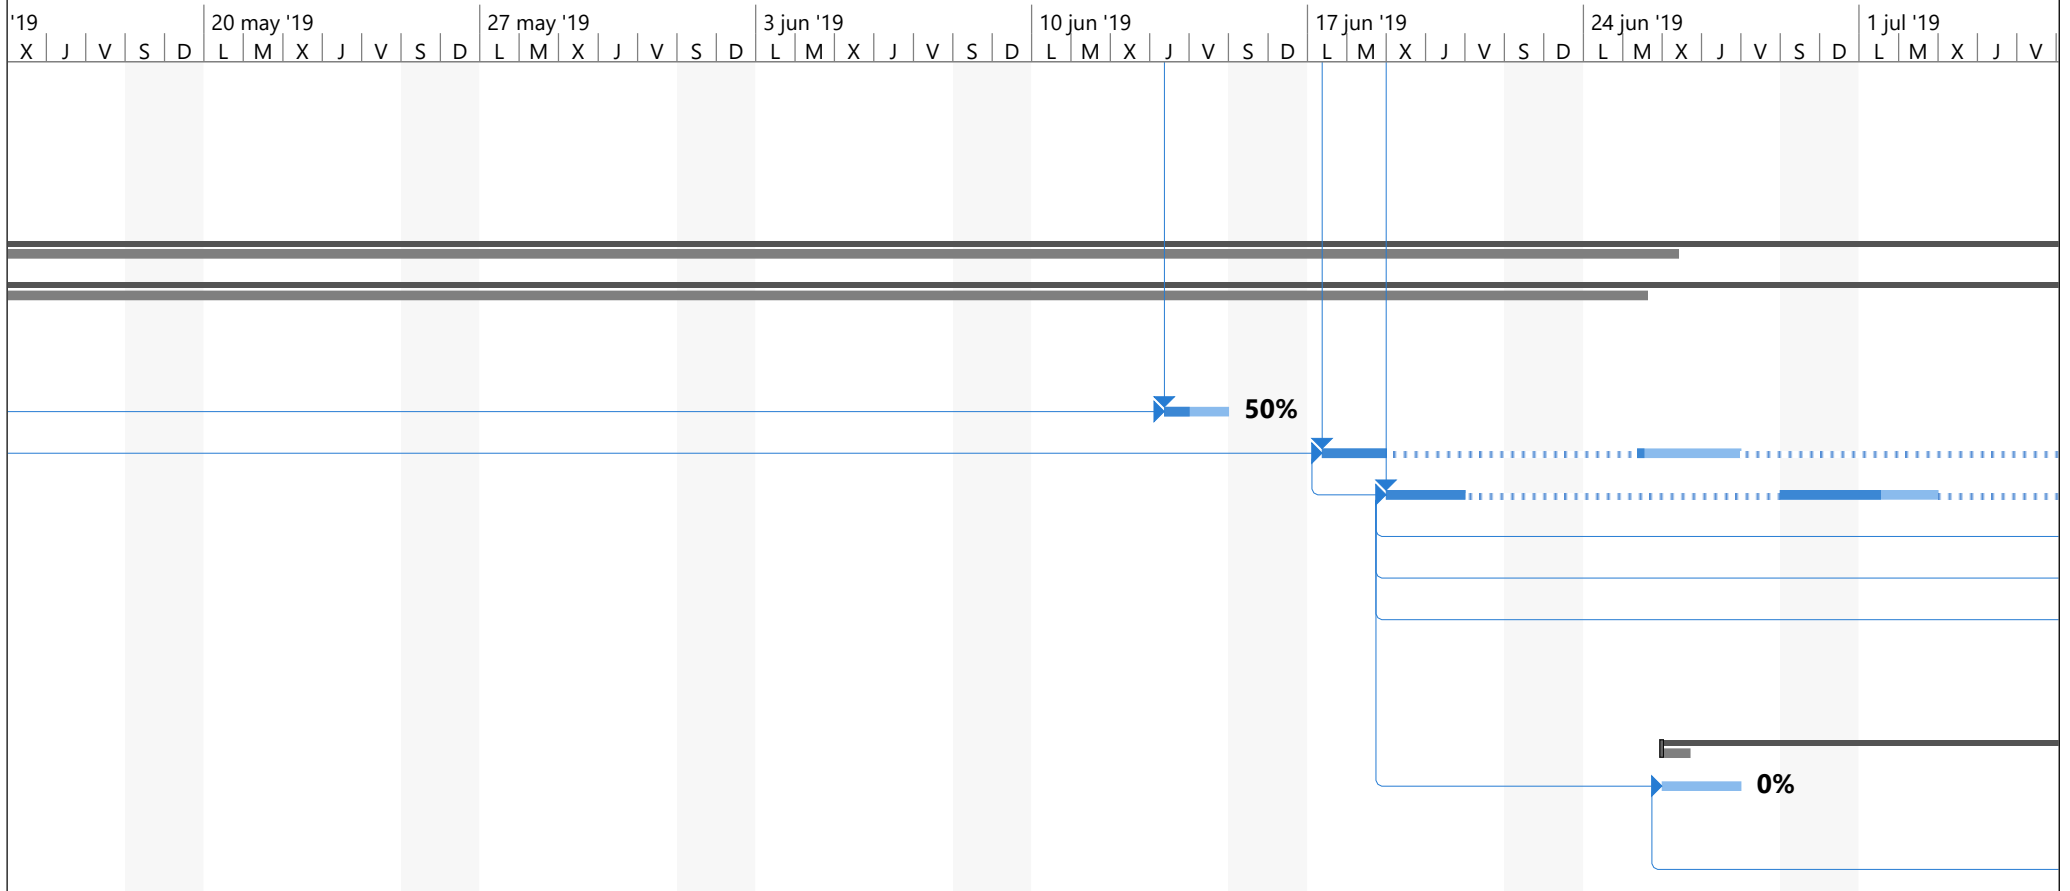 '19 20 may '19 27 may '19 3 jun '19 10 jun '19 17 jun '19 24 jun '19 1 jul '19
X J V S D L M X J V S D L M X J V S D L M X J V S D L M X J V S D L M X J V S D L M X J V S D L M X J V
50%
0%